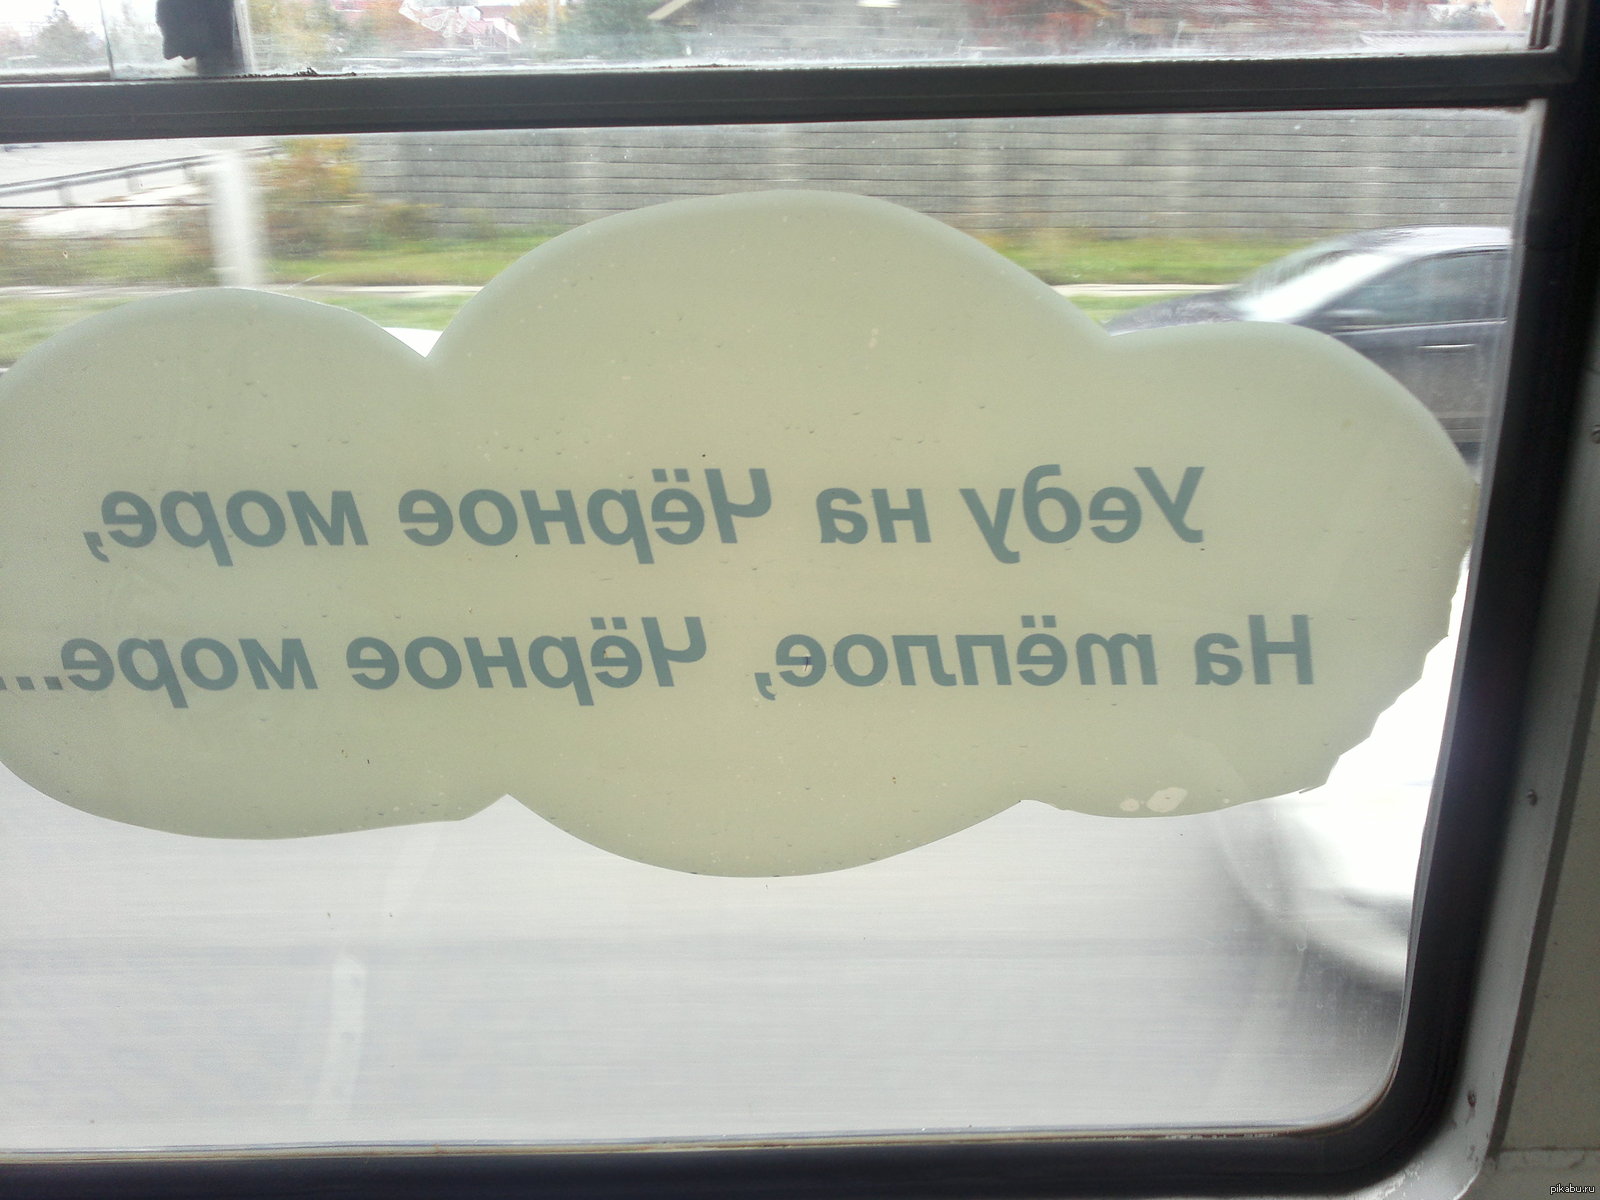 Уеду на Чёрное море,
На тёплое, Чёрное море...
pikabu.ru